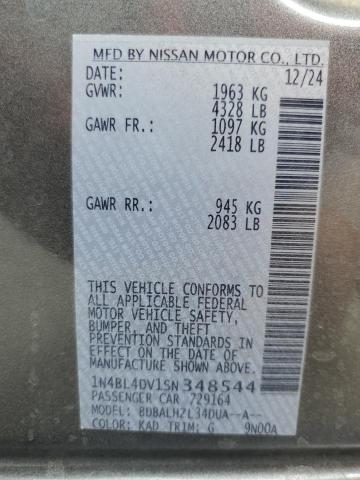 MFD BY NISSAN MOTOR CO., LTD.
DATE: 12/24
GVWR: 1963 KG
4328 LB
GAWR FR.: 1097 KG
2418 LB
GAWR RR.: 945 KG
2083 LB
THIS VEHICLE CONFORMS TO
ALL APPLICABLE FEDERAL
MOTOR VEHICLE SAFETY,
BUMPER, AND THEFT
PREVENTION STANDARDS IN
EFFECT ON THE DATE OF
MANUFACTURE SHOWN ABOVE.
1N4BL4DV1SN348544
PASSENGER CAR 729164
MODEL: BDBALHZL34DUA--A--
COLOR: KAD TRIM: G 9N00A